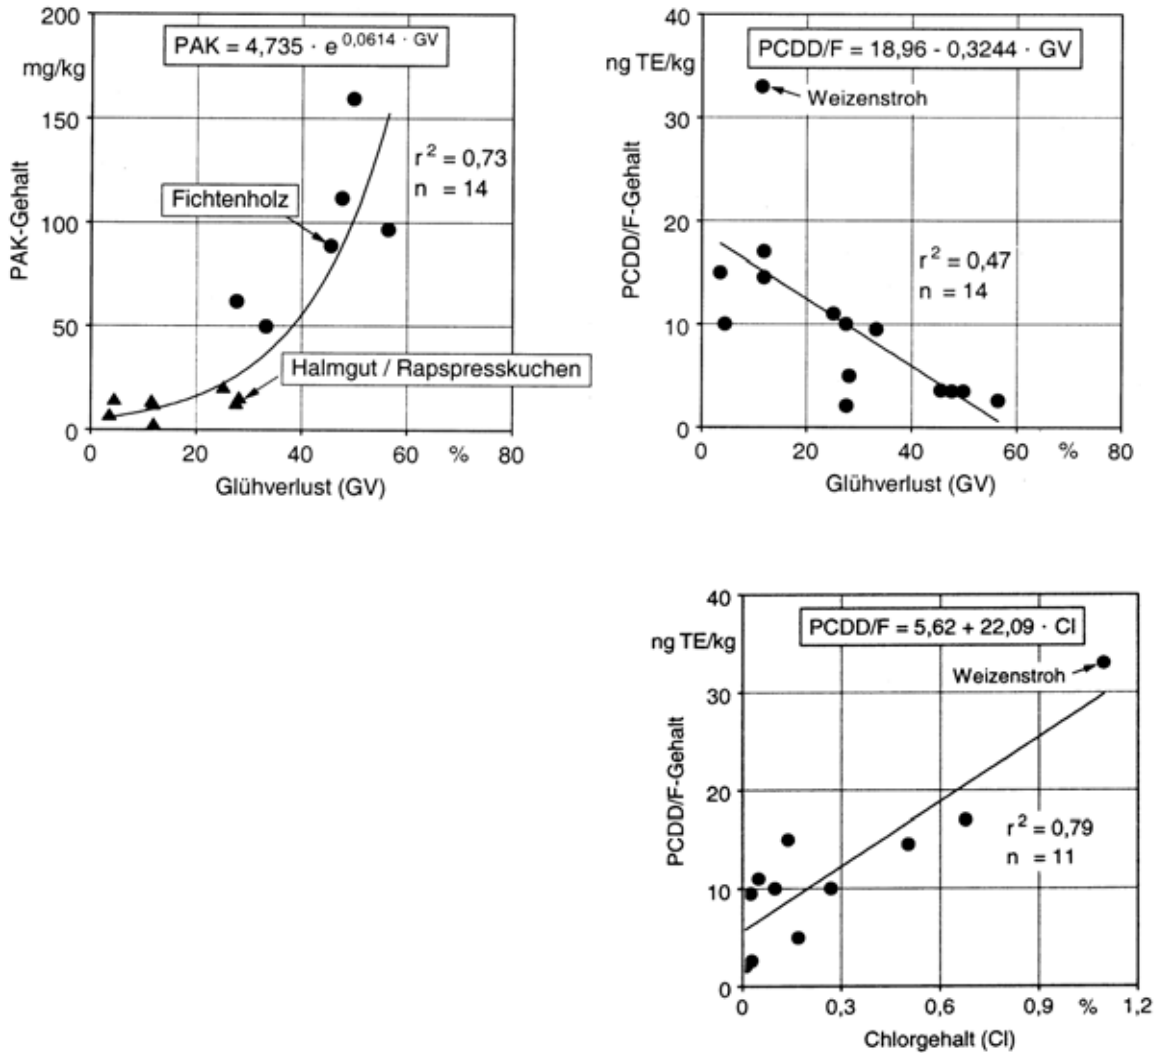 200
mg/kg
150
100
50
0
PAK-Gehalt
PAK = 4,735 · e^0,0614 · GV
r² = 0,73
n = 14
Fichtenholz
Halmgut / Rapspresskuchen
0 20 40 60 % 80
Glühverlust (GV)
40
ng TE/kg
30
20
10
0
PCDD/F-Gehalt
PCDD/F = 18,96 - 0,3244 · GV
Weizenstroh
r² = 0,47
n = 14
0 20 40 60 % 80
Glühverlust (GV)
40
ng TE/kg
30
20
10
0
PCDD/F-Gehalt
PCDD/F = 5,62 + 22,09 · Cl
Weizenstroh
r² = 0,79
n = 11
0 0,3 0,6 0,9 % 1,2
Chlorgehalt (Cl)